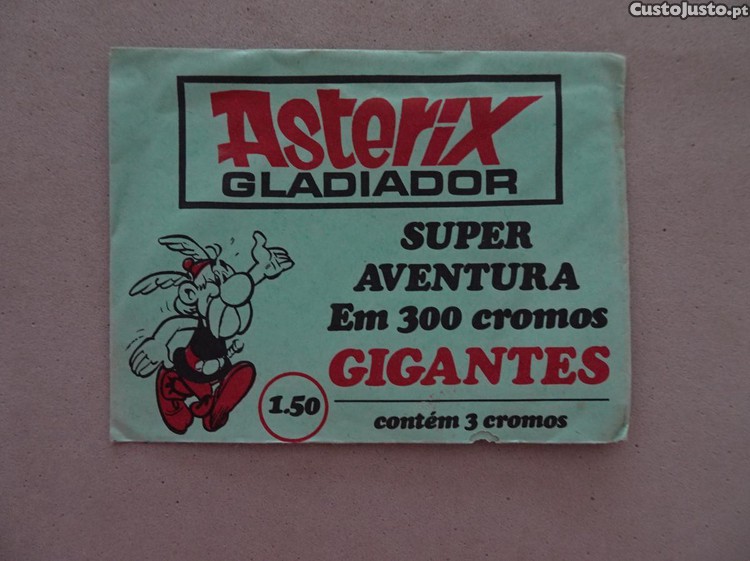 CustoJusto.pt
Asterix
GLADIADOR
SUPER
AVENTURA
Em 300 cromos
GIGANTES
1.50
contém 3 cromos